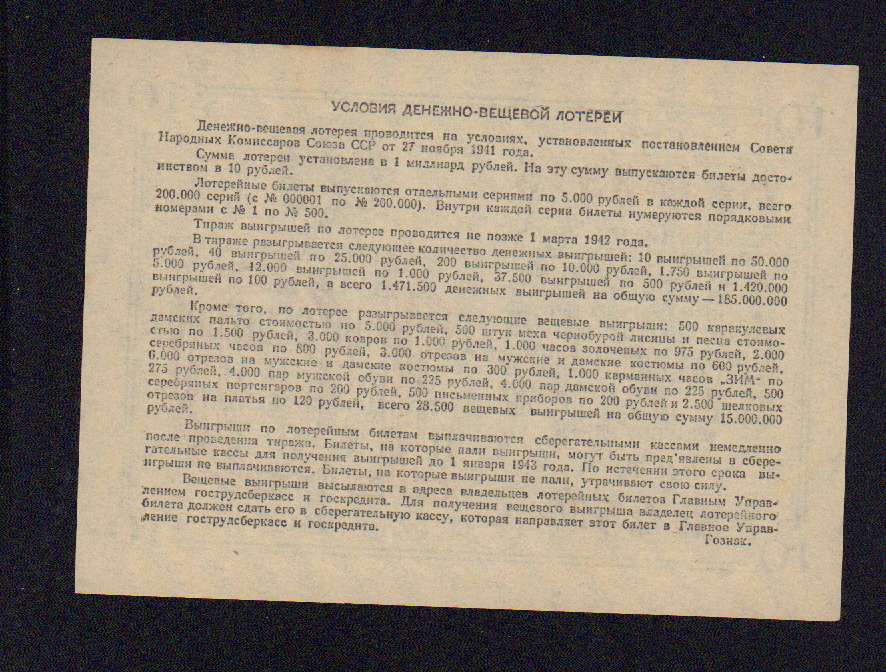 УСЛОВИЯ ДЕНЕЖНО-ВЕЩЕВОЙ ЛОТЕРЕИ
Денежно-вещевая лотерея проводится на условиях, установленных постановлением Совета
Народных Комиссаров Союза ССР от 27 ноября 1941 года.
Сумма лотереи установлена в 1 миллиард рублей. На эту сумму выпускаются билеты досто-
инством в 10 рублей.
Лотерейные билеты выпускаются отдельными сериями по 5.000 рублей в каждой серии, всего
200.000 серий (с № 000001 по № 200.000). Внутри каждой серии билеты нумеруются порядковыми
номерами с № 1 по № 500.
Тираж выигрышей по лотерее проводится не позже 1 марта 1942 года.
В тираже разыгрывается следующее количество денежных выигрышей: 10 выигрышей по 50.000
рублей, 40 выигрышей по 25.000 рублей, 200 выигрышей по 10.000 рублей, 1.750 выигрышей по
5.000 рублей, 12.000 выигрышей по 1.000 рублей, 37.500 выигрышей по 500 рублей и 1.420.000
выигрышей по 100 рублей, а всего 1.471.500 денежных выигрышей на общую сумму — 185.000.000
рублей.
Кроме того, по лотерее разыгрывается следующие вещевые выигрыши: 500 каракулевых
дамских пальто стоимостью по 5.000 рублей, 500 штук меха чернобурой лисицы и песца стоимо-
стью по 1.500 рублей, 3.000 ковров по 1.000 рублей, 1.000 часов золоченых по 975 рублей, 2.000
серебряных часов по 800 рублей, 3.000 отрезов на мужские и дамские костюмы по 600 рублей,
6.000 отрезов на мужские и дамские костюмы по 300 рублей, 1.000 карманных часов „ЗИМ“ по
275 рублей, 4.000 пар мужской обуви по 225 рублей, 4.000 пар дамской обуви по 225 рублей, 500
серебряных портсигаров по 200 рублей, 500 письменных приборов по 200 рублей и 2.500 шелковых
отрезов на платья по 120 рублей, всего 28.500 вещевых выигрышей на общую сумму 15.000.000
рублей.
Выигрыши по лотерейным билетам выплачиваются сберегательными кассами немедленно
после проведения тиража. Билеты, на которые пали выигрыши, могут быть пред'явлены в сбере-
гательные кассы для получения выигрышей до 1 января 1943 года. По истечении этого срока вы-
игрыши не выплачиваются. Билеты, на которые выигрыши не пали, утрачивают свою силу.
Вещевые выигрыши высылаются в адреса владельцев лотерейных билетов Главным Управ-
лением гострудсберкасс и госкредита. Для получения вещевого выигрыша владелец лотерейного
билета должен сдать его в сберегательную кассу, которая направляет этот билет в Главное Управ-
ление гострудсберкасс и госкредита.
Гознак.